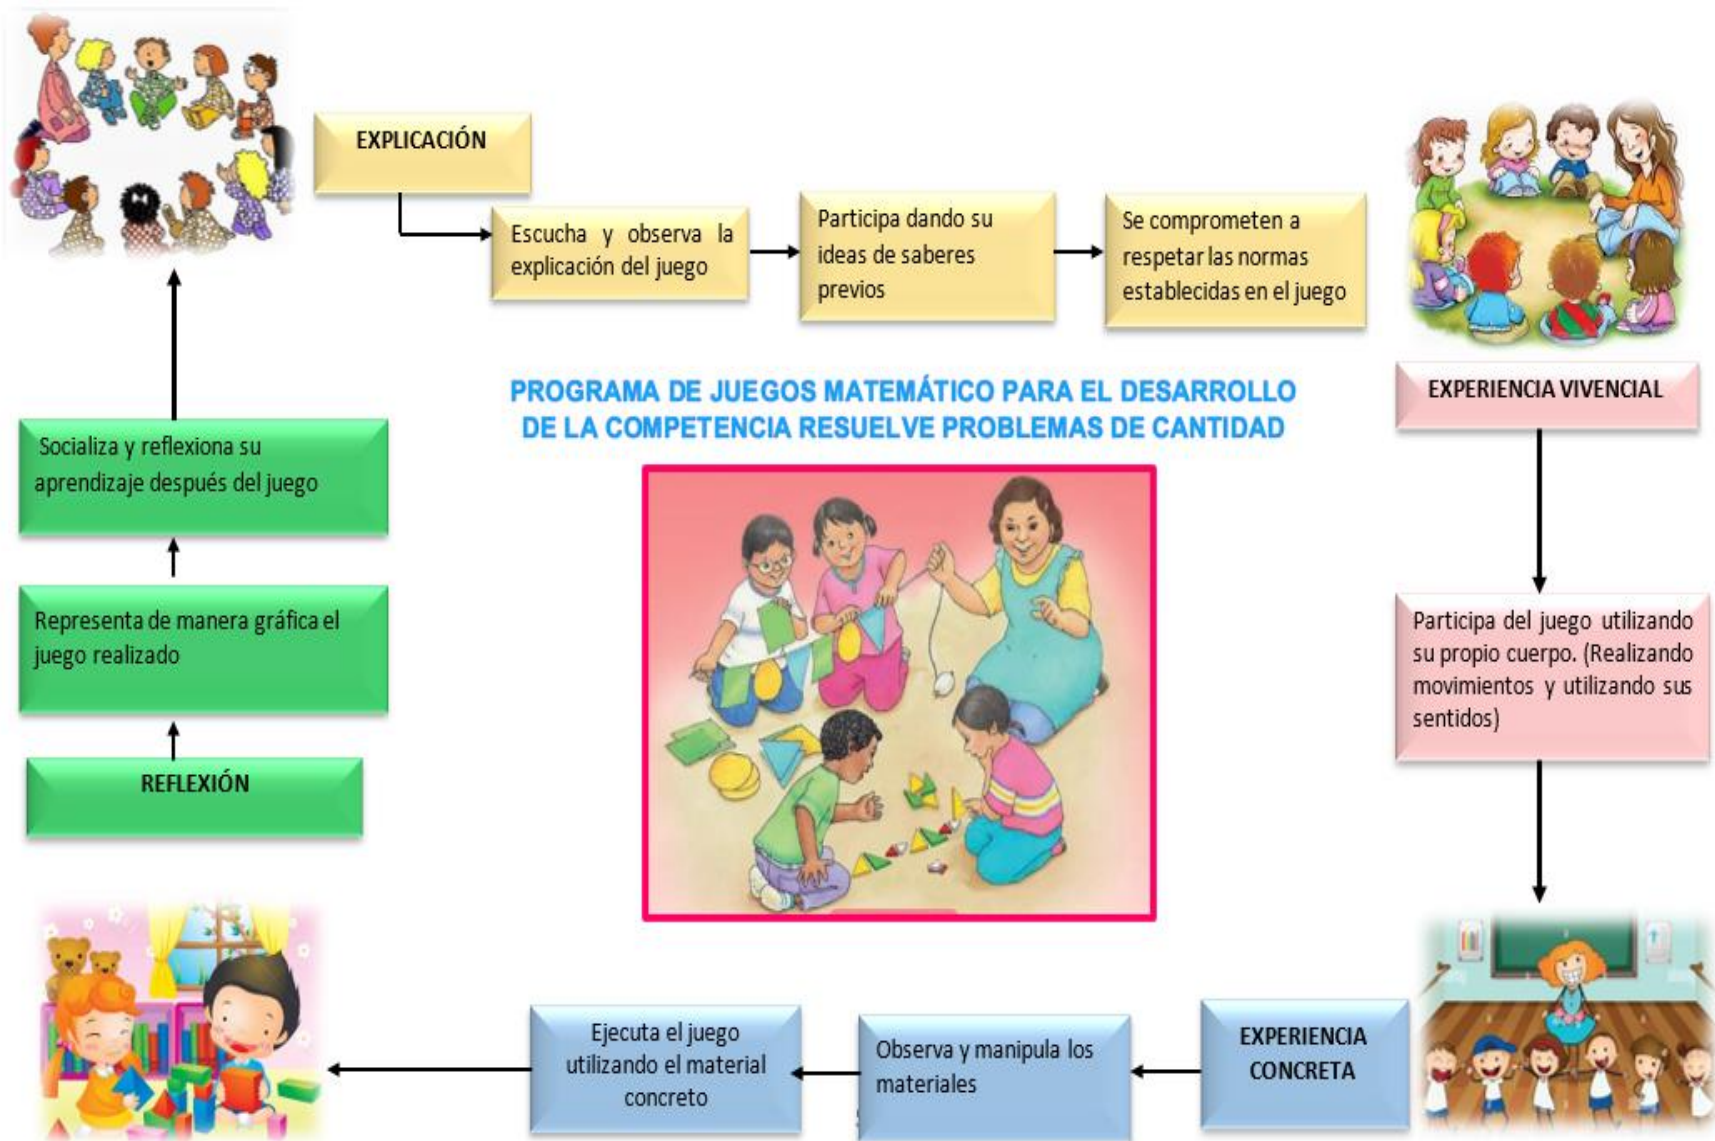 EXPLICACIÓN
Escucha y observa la
explicación del juego
Participa dando su
ideas de saberes
previos
Se comprometen a
respetar las normas
establecidas en el juego
PROGRAMA DE JUEGOS MATEMÁTICO PARA EL DESARROLLO
DE LA COMPETENCIA RESUELVE PROBLEMAS DE CANTIDAD
EXPERIENCIA VIVENCIAL
Participa del juego utilizando
su propio cuerpo. (Realizando
movimientos y utilizando sus
sentidos)
EXPERIENCIA
CONCRETA
Observa y manipula los
materiales
Ejecuta el juego
utilizando el material
concreto
REFLEXIÓN
Representa de manera gráfica el
juego realizado
Socializa y reflexiona su
aprendizaje después del juego